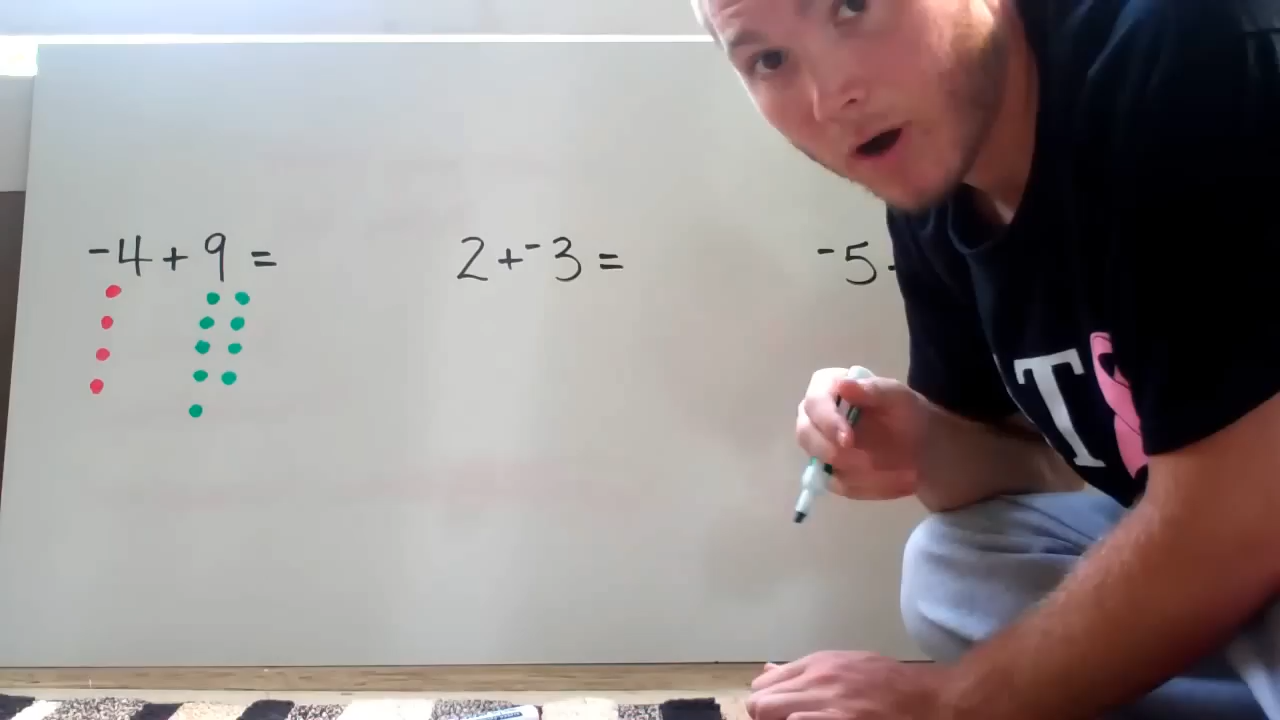 -4 + 9 =
2 + -3 =
-5
T